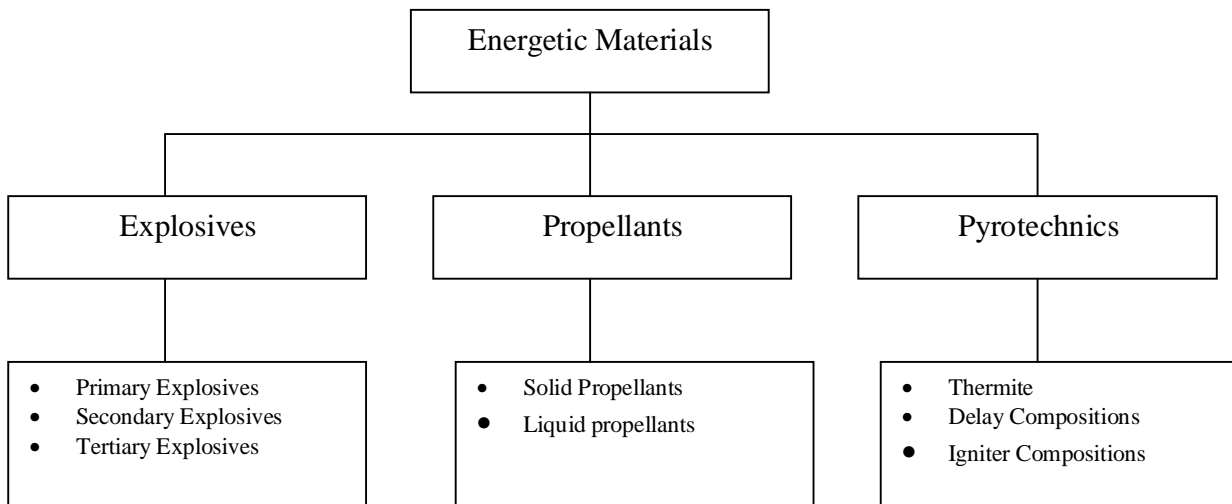 Energetic Materials
Explosives
Propellants
Pyrotechnics
• Primary Explosives
• Secondary Explosives
• Tertiary Explosives
• Solid Propellants
• Liquid propellants
• Thermite
• Delay Compositions
• Igniter Compositions